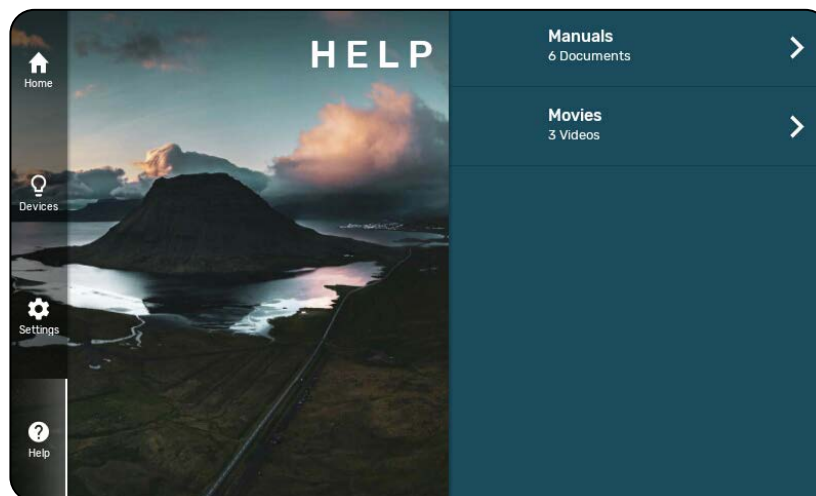 HELP
Home
Devices
Settings
Help
Manuals
6 Documents
Movies
3 Videos